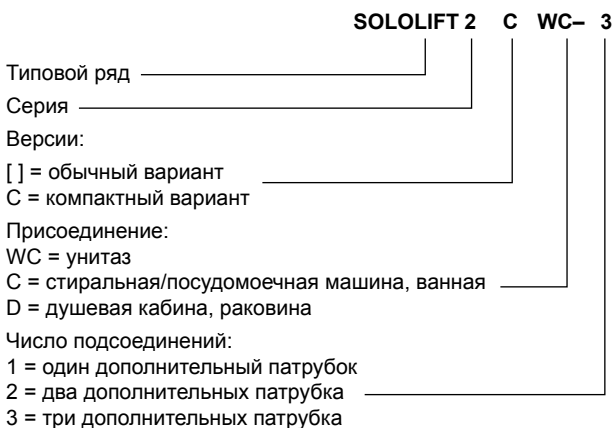 SOLOLIFT 2 C WC– 3
Типовой ряд
Серия
Версии:
[ ] = обычный вариант
C = компактный вариант
Присоединение:
WC = унитаз
C = стиральная/посудомоечная машина, ванная
D = душевая кабина, раковина
Число подсоединений:
1 = один дополнительный патрубок
2 = два дополнительных патрубка
3 = три дополнительных патрубка